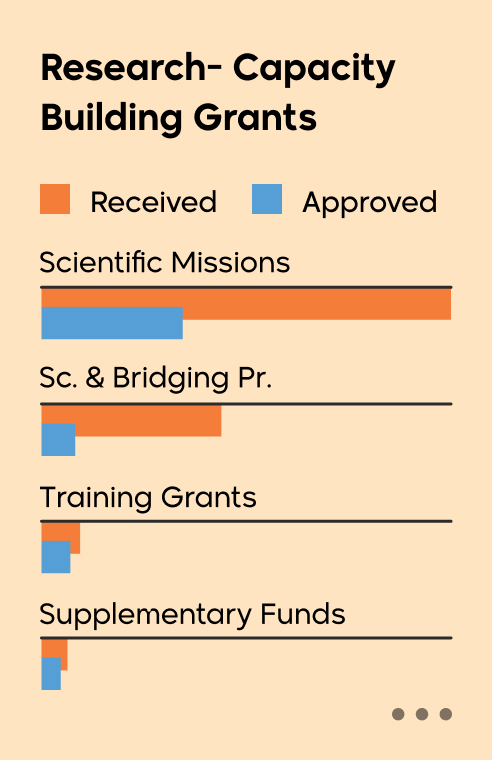 Research- Capacity
Building Grants
Received Approved
Scientific Missions
Sc. & Bridging Pr.
Training Grants
Supplementary Funds